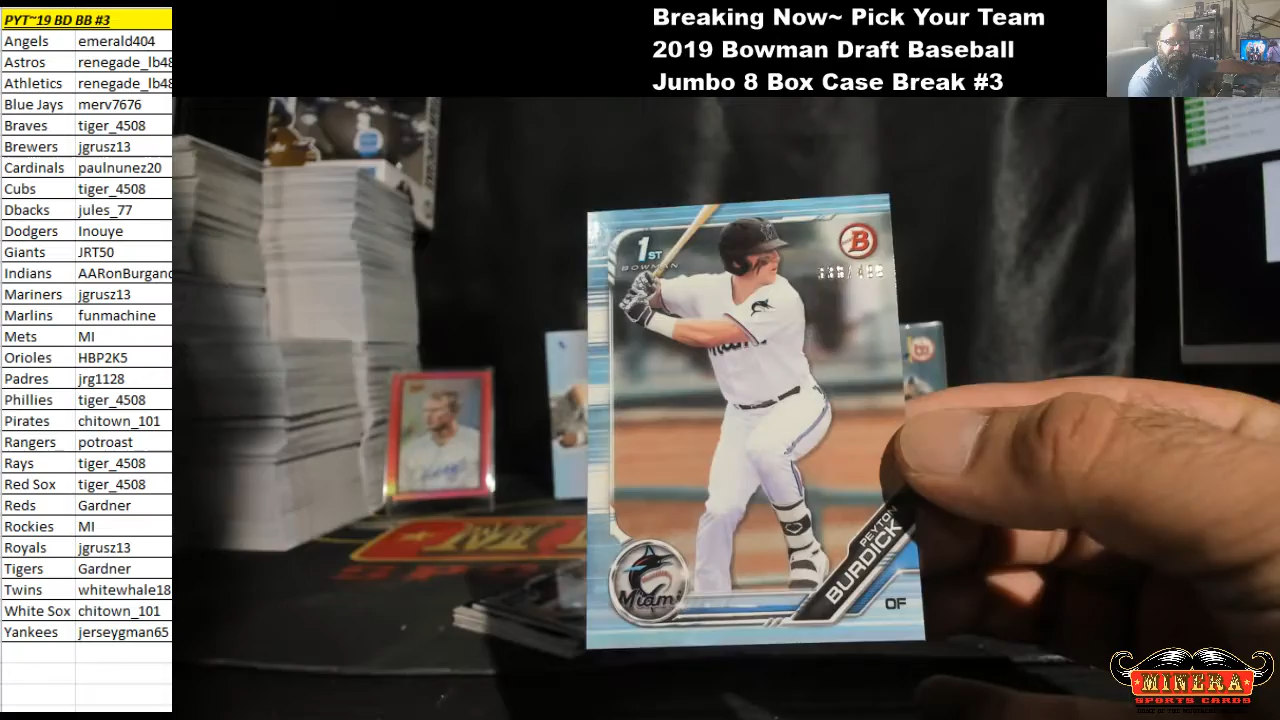 PYT~19 BD BB #3
Angels emerald404
Astros renegade_lb48
Athletics renegade_lb48
Blue Jays merv7676
Braves tiger_4508
Brewers jgrusz13
Cardinals paulnunez20
Cubs tiger_4508
Dbacks jules_77
Dodgers Inouye
Giants JRT50
Indians AARonBurgand
Mariners jgrusz13
Marlins funmachine
Mets MI
Orioles HBP2K5
Padres jrg1128
Phillies tiger_4508
Pirates chitown_101
Rangers potroast
Rays tiger_4508
Red Sox tiger_4508
Reds Gardner
Rockies MI
Royals jgrusz13
Tigers Gardner
Twins whitewhale18
White Sox chitown_101
Yankees jerseygman65
Breaking Now~ Pick Your Team
2019 Bowman Draft Baseball
Jumbo 8 Box Case Break #3
1ST
BOWMAN
B
Miami
PEYTON
BURDICK
OF
MINERA
SPORTS CARDS